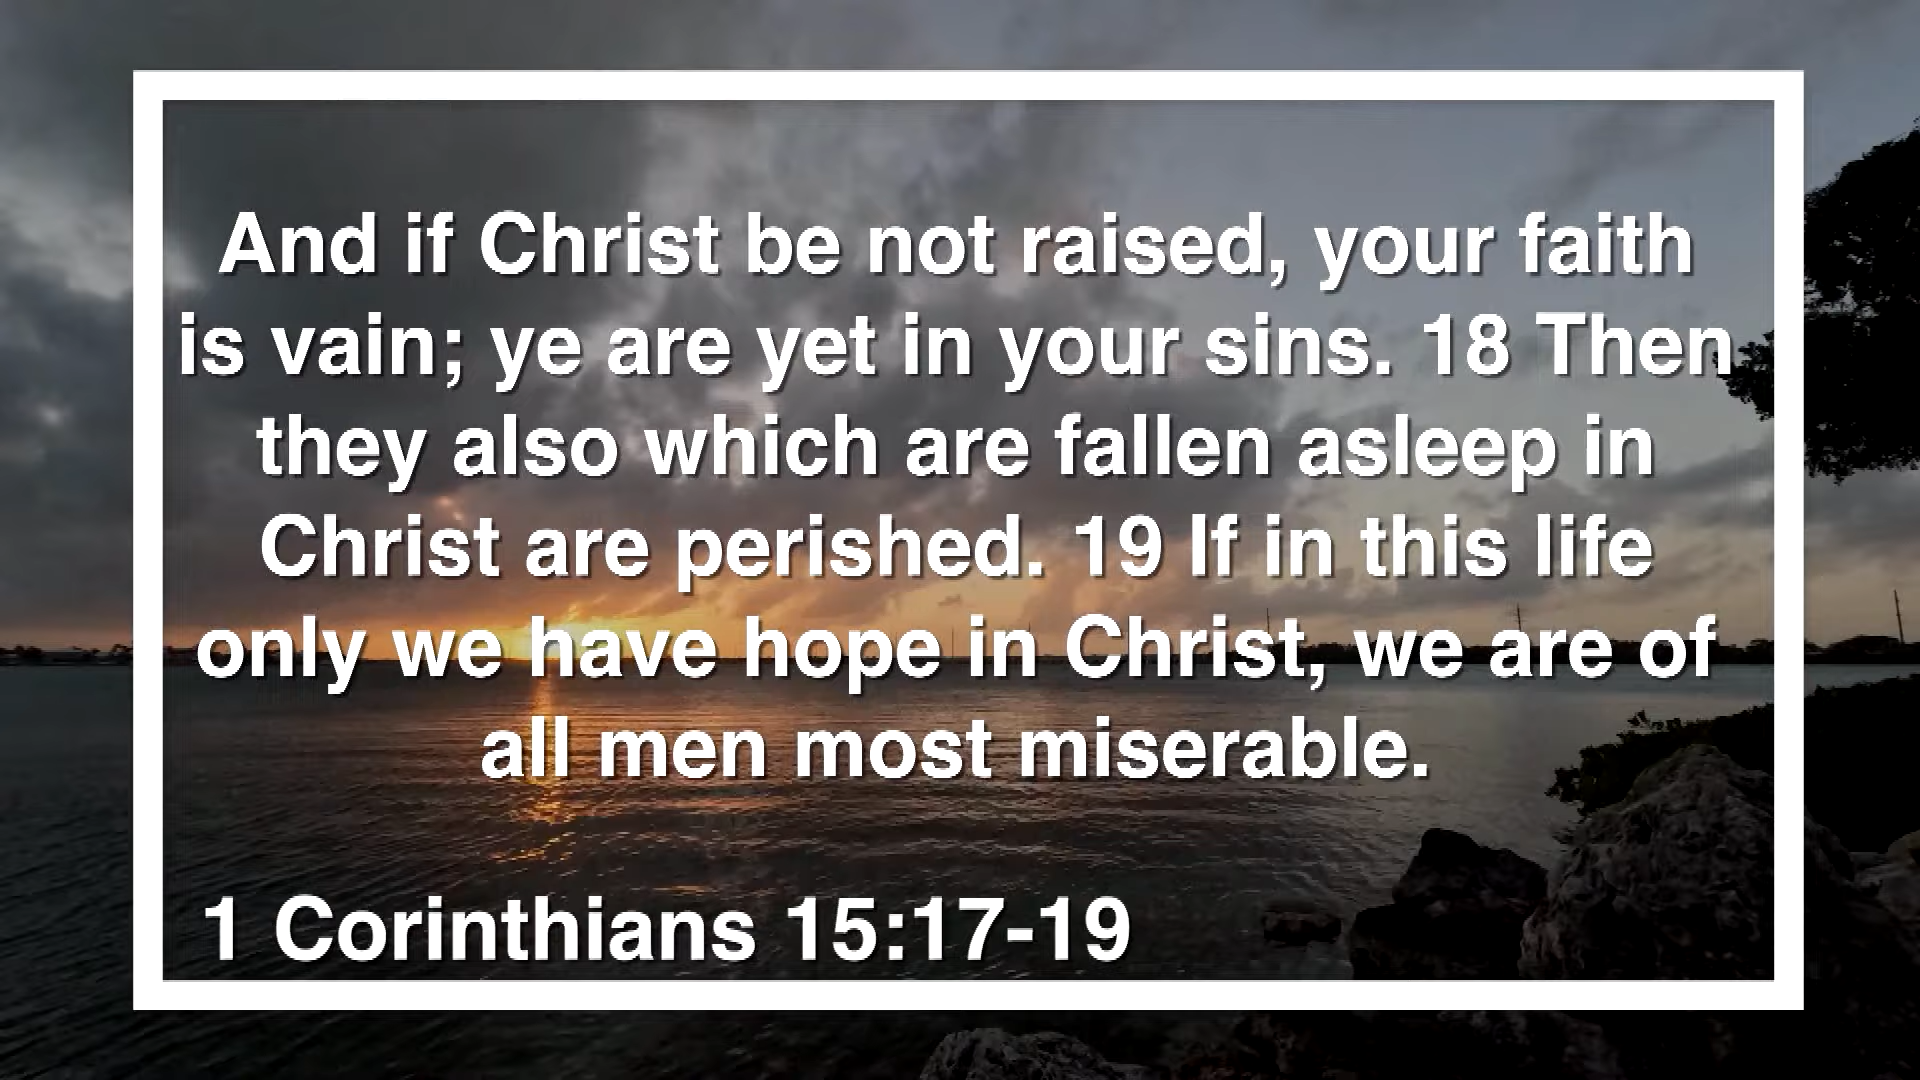 And if Christ be not raised, your faith
is vain; ye are yet in your sins. 18 Then
they also which are fallen asleep in
Christ are perished. 19 If in this life
only we have hope in Christ, we are of
all men most miserable.
1 Corinthians 15:17-19